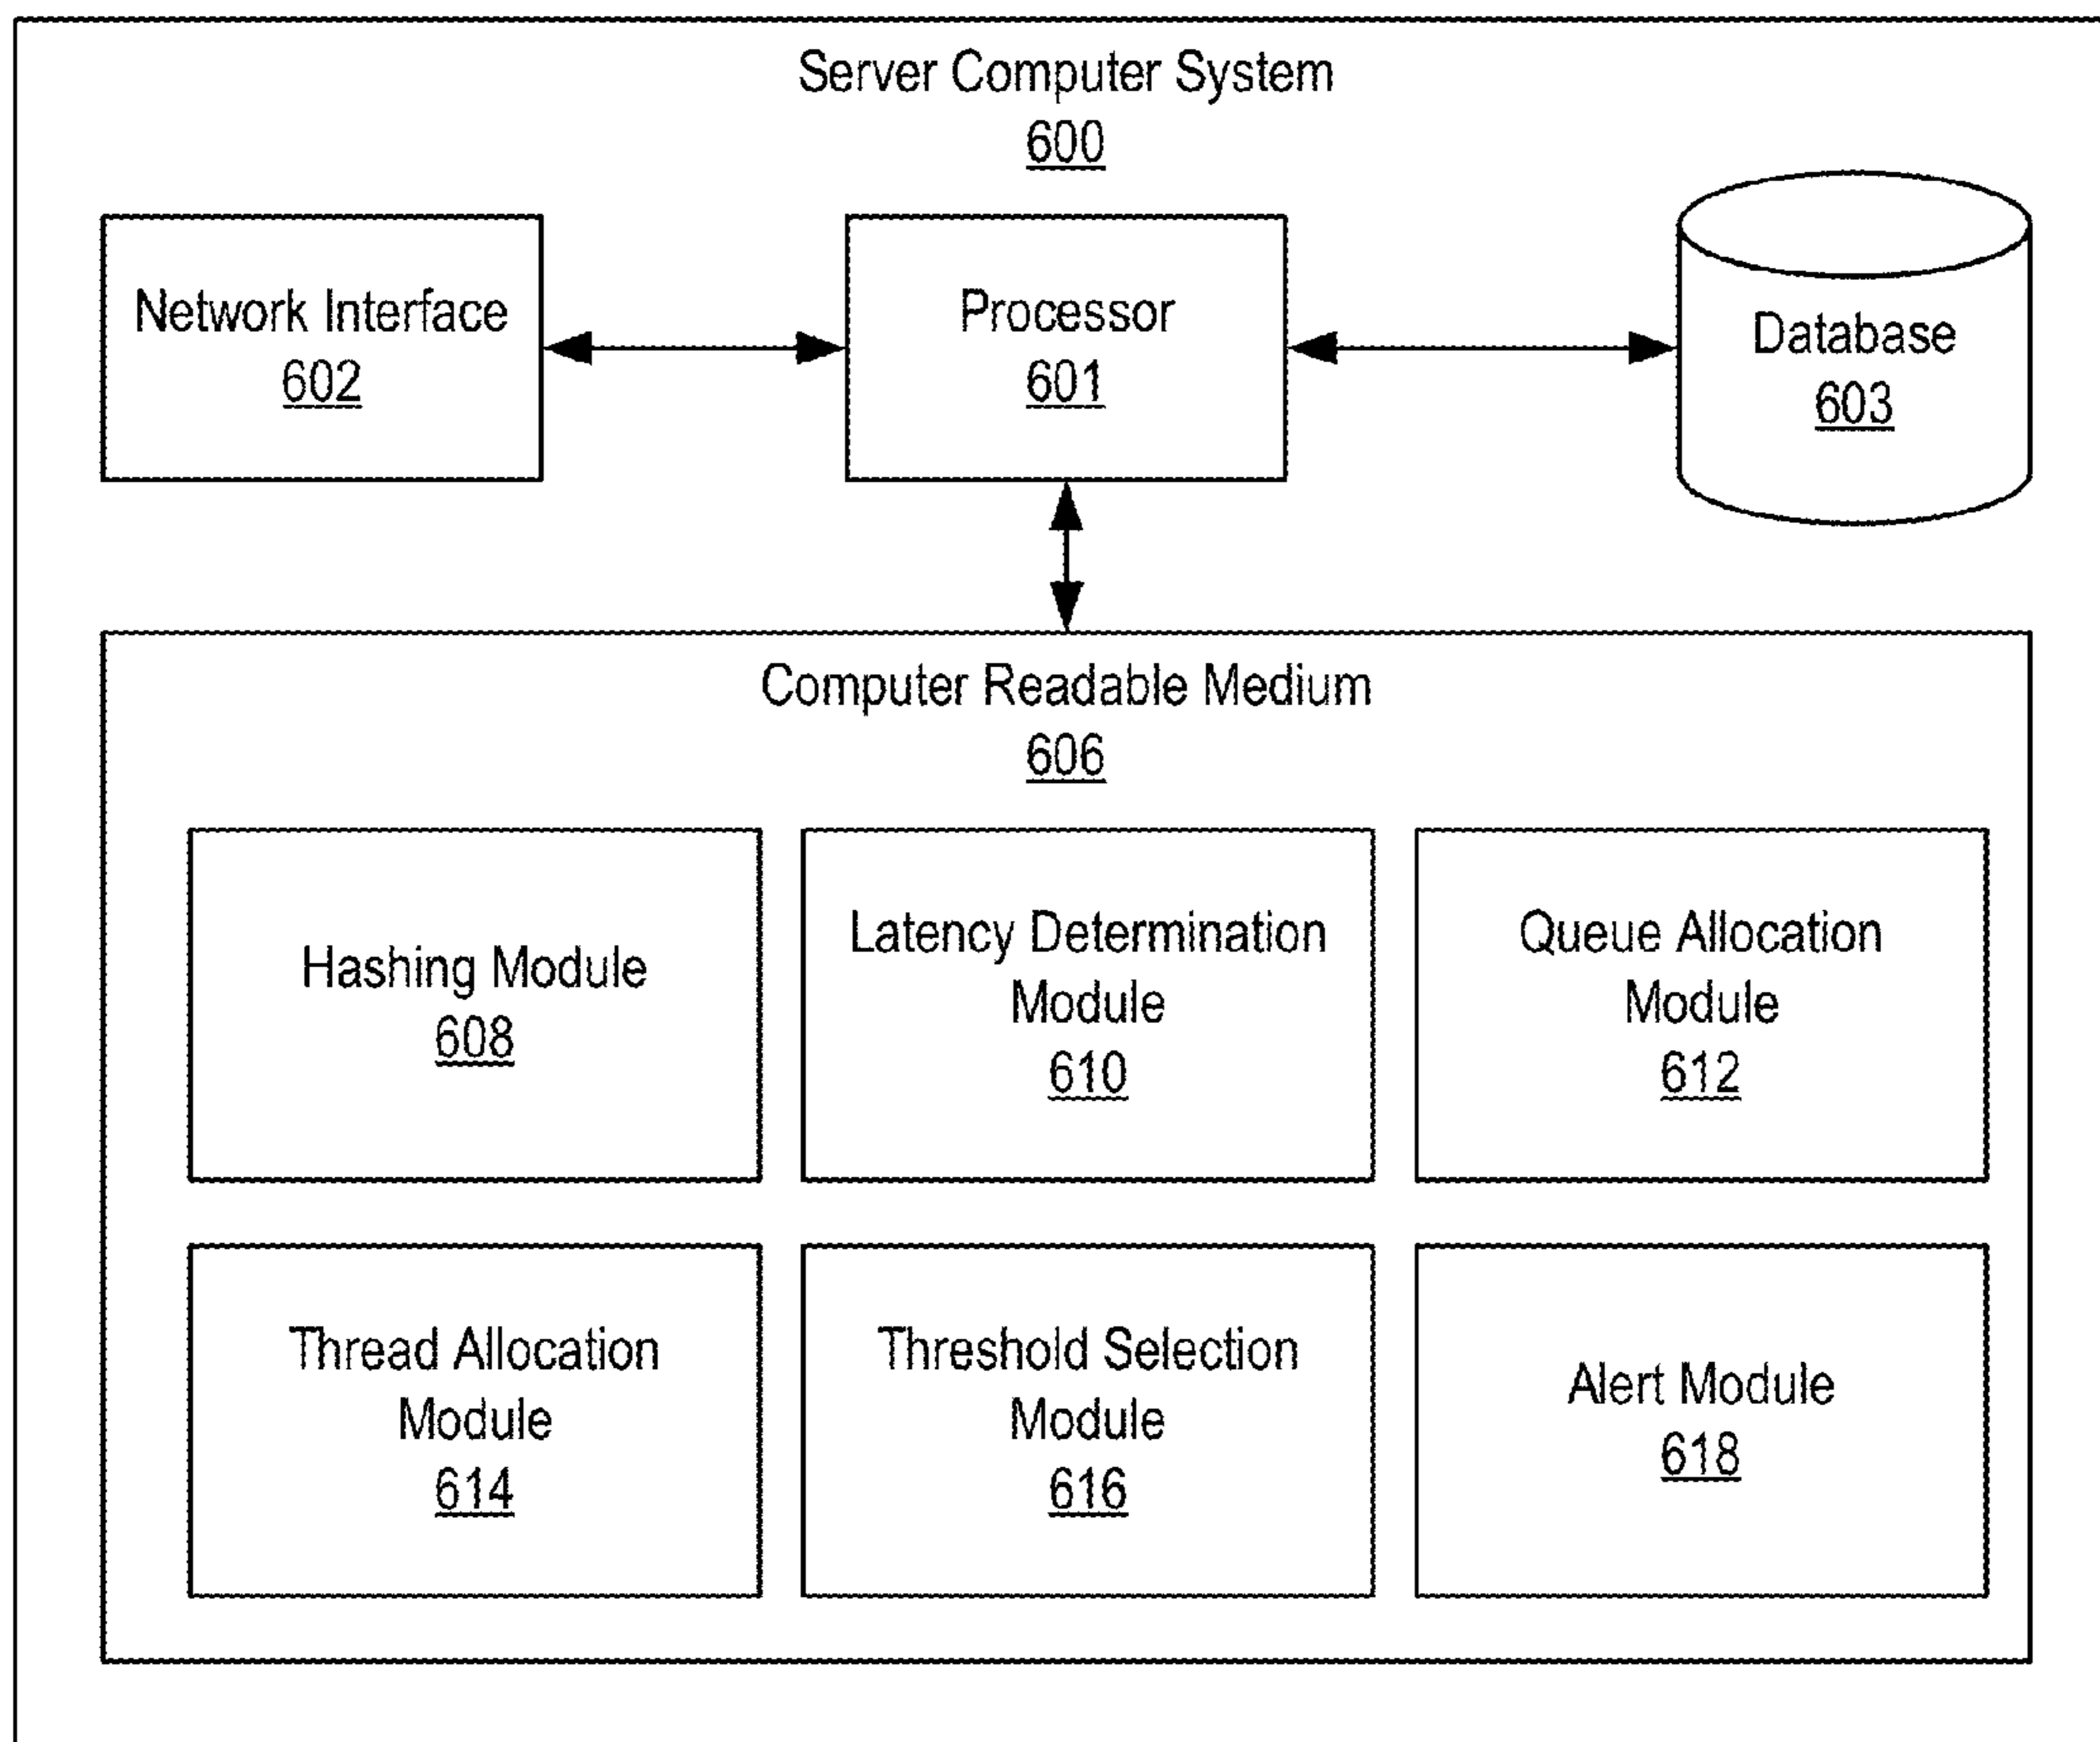 Server Computer System
600
Network Interface
602
Processor
601
Database
603
Computer Readable Medium
606
Hashing Module
608
Latency Determination
Module
610
Queue Allocation
Module
612
Thread Allocation
Module
614
Threshold Selection
Module
616
Alert Module
618